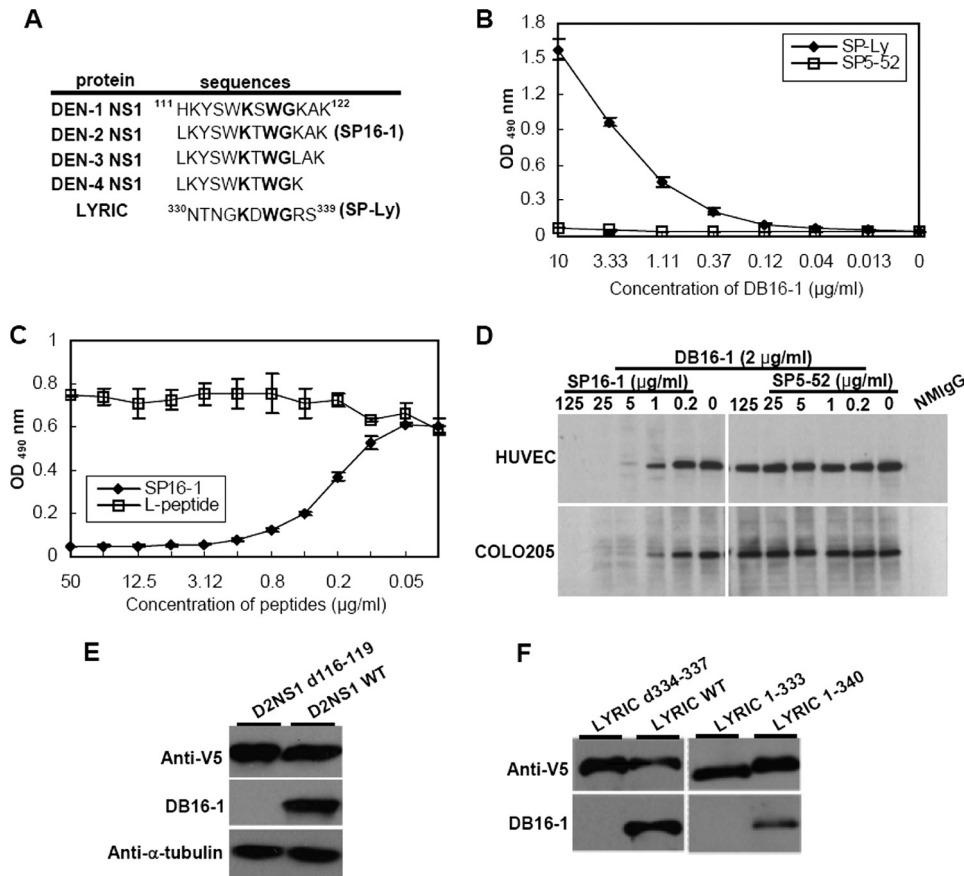 A
protein sequences
DEN-1 NS1 ¹¹¹HKYSWKSWGKAK¹²²
DEN-2 NS1 LKYSWKTWGKAK (SP16-1)
DEN-3 NS1 LKYSWKTWGLAK
DEN-4 NS1 LKYSWKTWGK
LYRIC ³³⁰NTNGKDWGRS³³⁹(SP-Ly)
B
1.8
1.5
1.2
0.9
0.6
0.3
0
OD 490 nm
SP-Ly
SP5-52
10 3.33 1.11 0.37 0.12 0.04 0.013 0
Concentration of DB16-1 (µg/ml)
C
1
0.8
0.6
0.4
0.2
0
OD 490 nm
SP16-1
L-peptide
50 12.5 3.12 0.8 0.2 0.05
Concentration of peptides (µg/ml)
D
DB16-1 (2 µg/ml)
SP16-1 (µg/ml) SP5-52 (µg/ml)
125 25 5 1 0.2 0 125 25 5 1 0.2 0 NMIgG
HUVEC
COLO205
E
D2NS1 d116-119
D2NS1 WT
Anti-V5
DB16-1
Anti-α-tubulin
F
LYRIC d334-337
LYRIC WT
LYRIC 1-333
LYRIC 1-340
Anti-V5
DB16-1